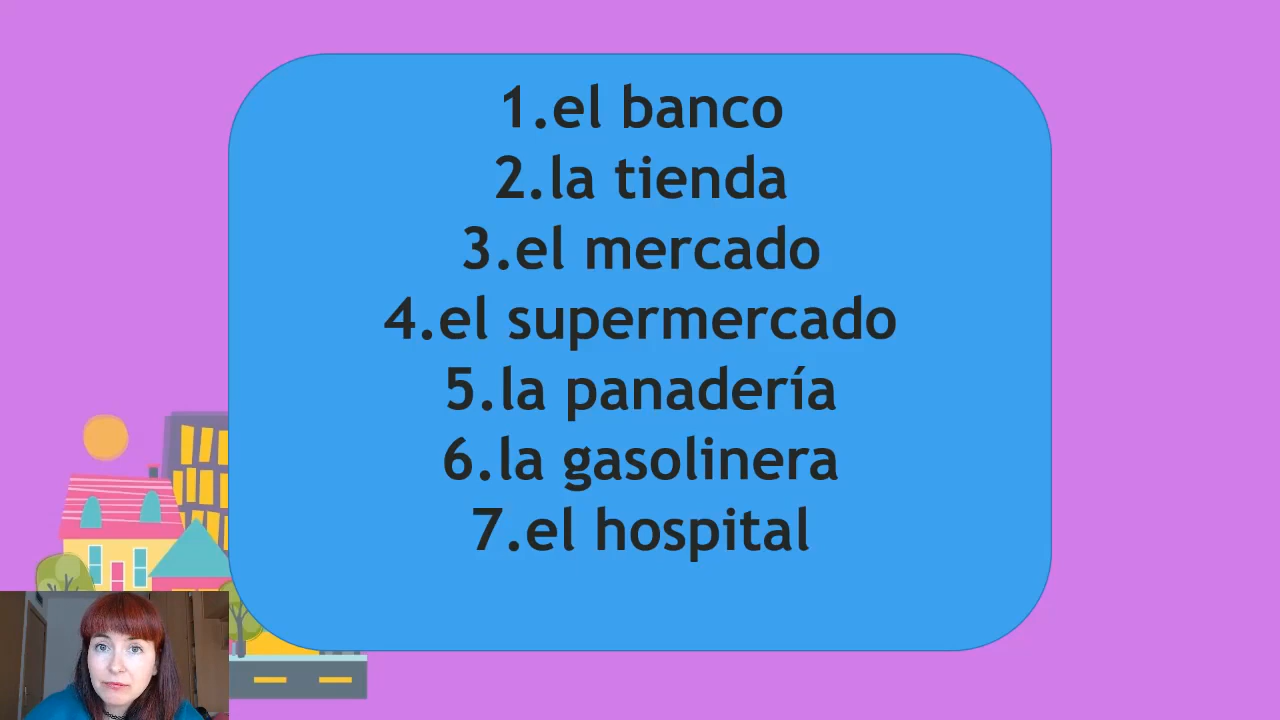 1.el banco
2.la tienda
3.el mercado
4.el supermercado
5.la panadería
6.la gasolinera
7.el hospital